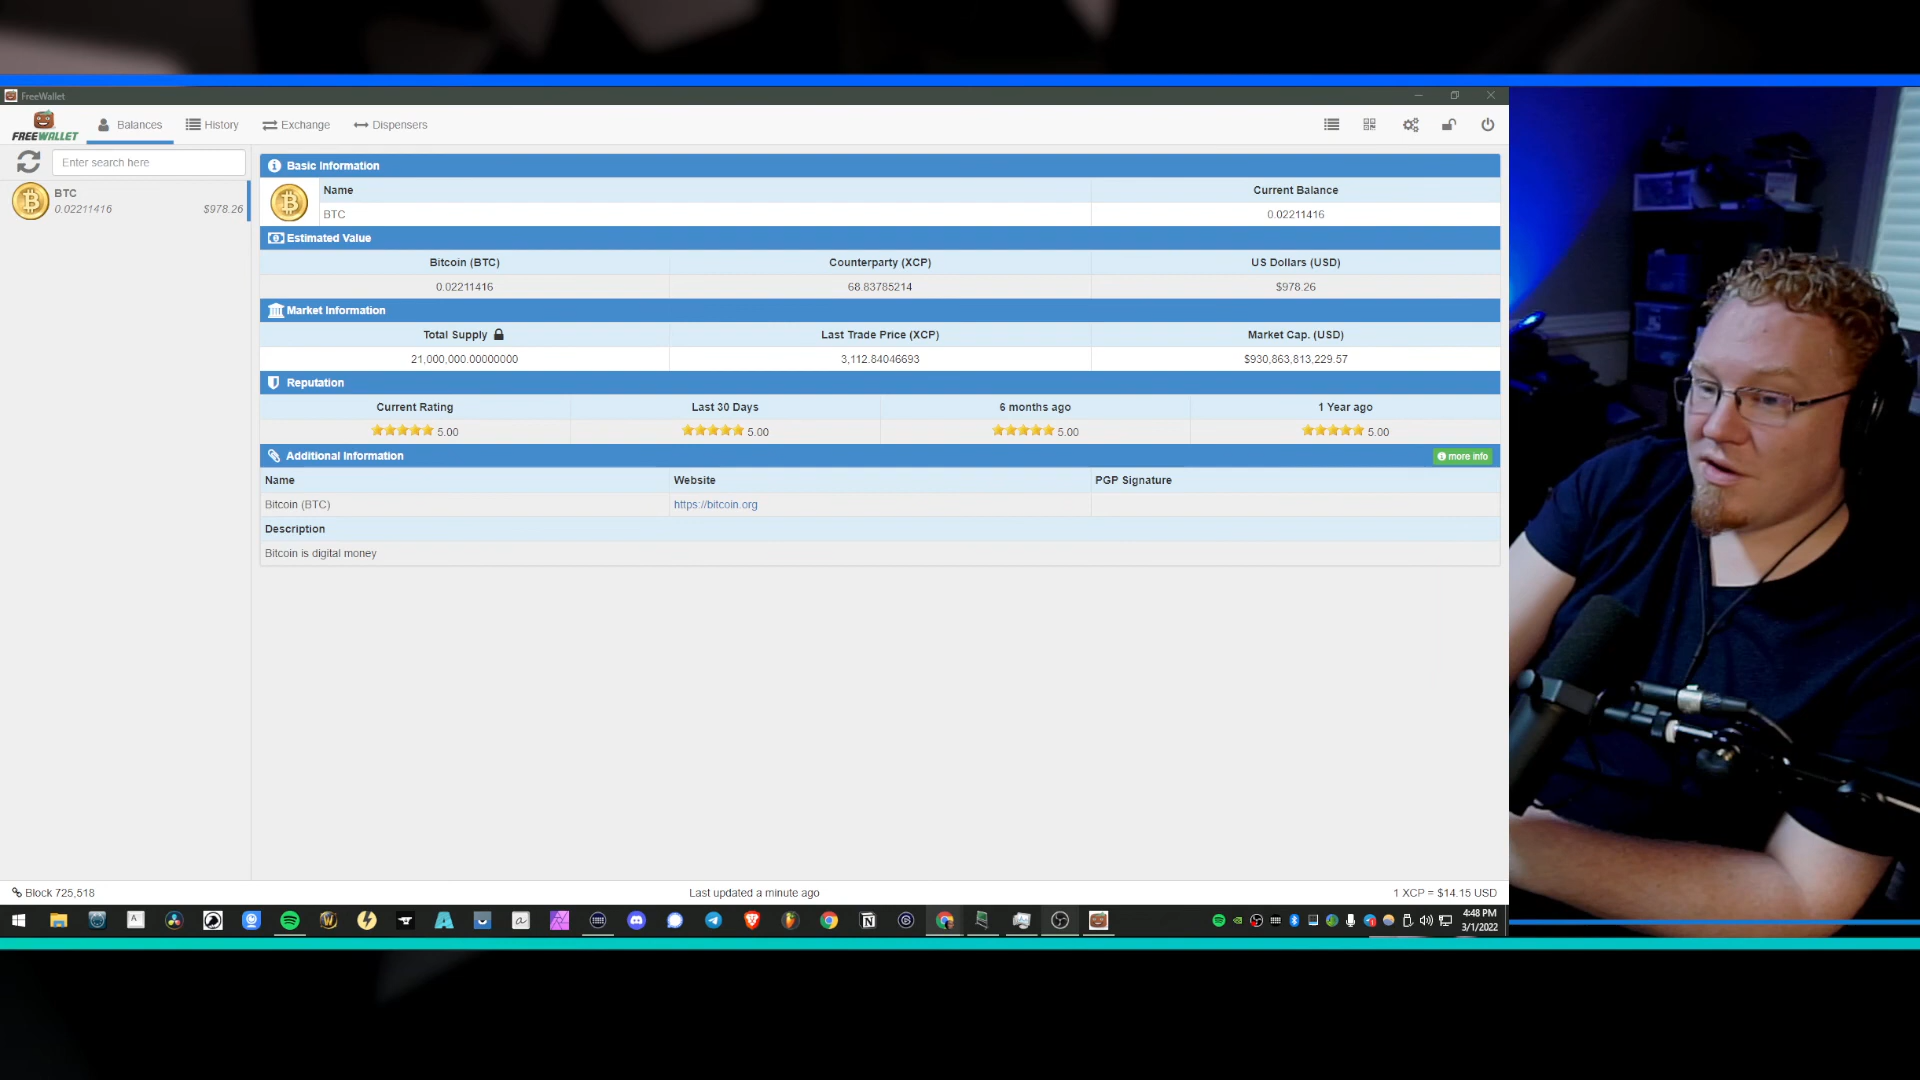 FreeWallet
FREEWALLET
Balances
History
Exchange
Dispensers
Enter search here
BTC
0.02211416
$978.26
Basic Information
Name
Current Balance
BTC
0.02211416
Estimated Value
Bitcoin (BTC)
Counterparty (XCP)
US Dollars (USD)
0.02211416
68.83785214
$978.26
Market Information
Total Supply
Last Trade Price (XCP)
Market Cap. (USD)
21,000,000.00000000
3,112.84046693
$930,863,813,229.57
Reputation
Current Rating
Last 30 Days
6 months ago
1 Year ago
5.00
5.00
5.00
5.00
Additional Information
more info
Name
Website
PGP Signature
Bitcoin (BTC)
https://bitcoin.org
Description
Bitcoin is digital money
Block 725,518
Last updated a minute ago
1 XCP = $14.15 USD
4:48 PM
3/1/2022